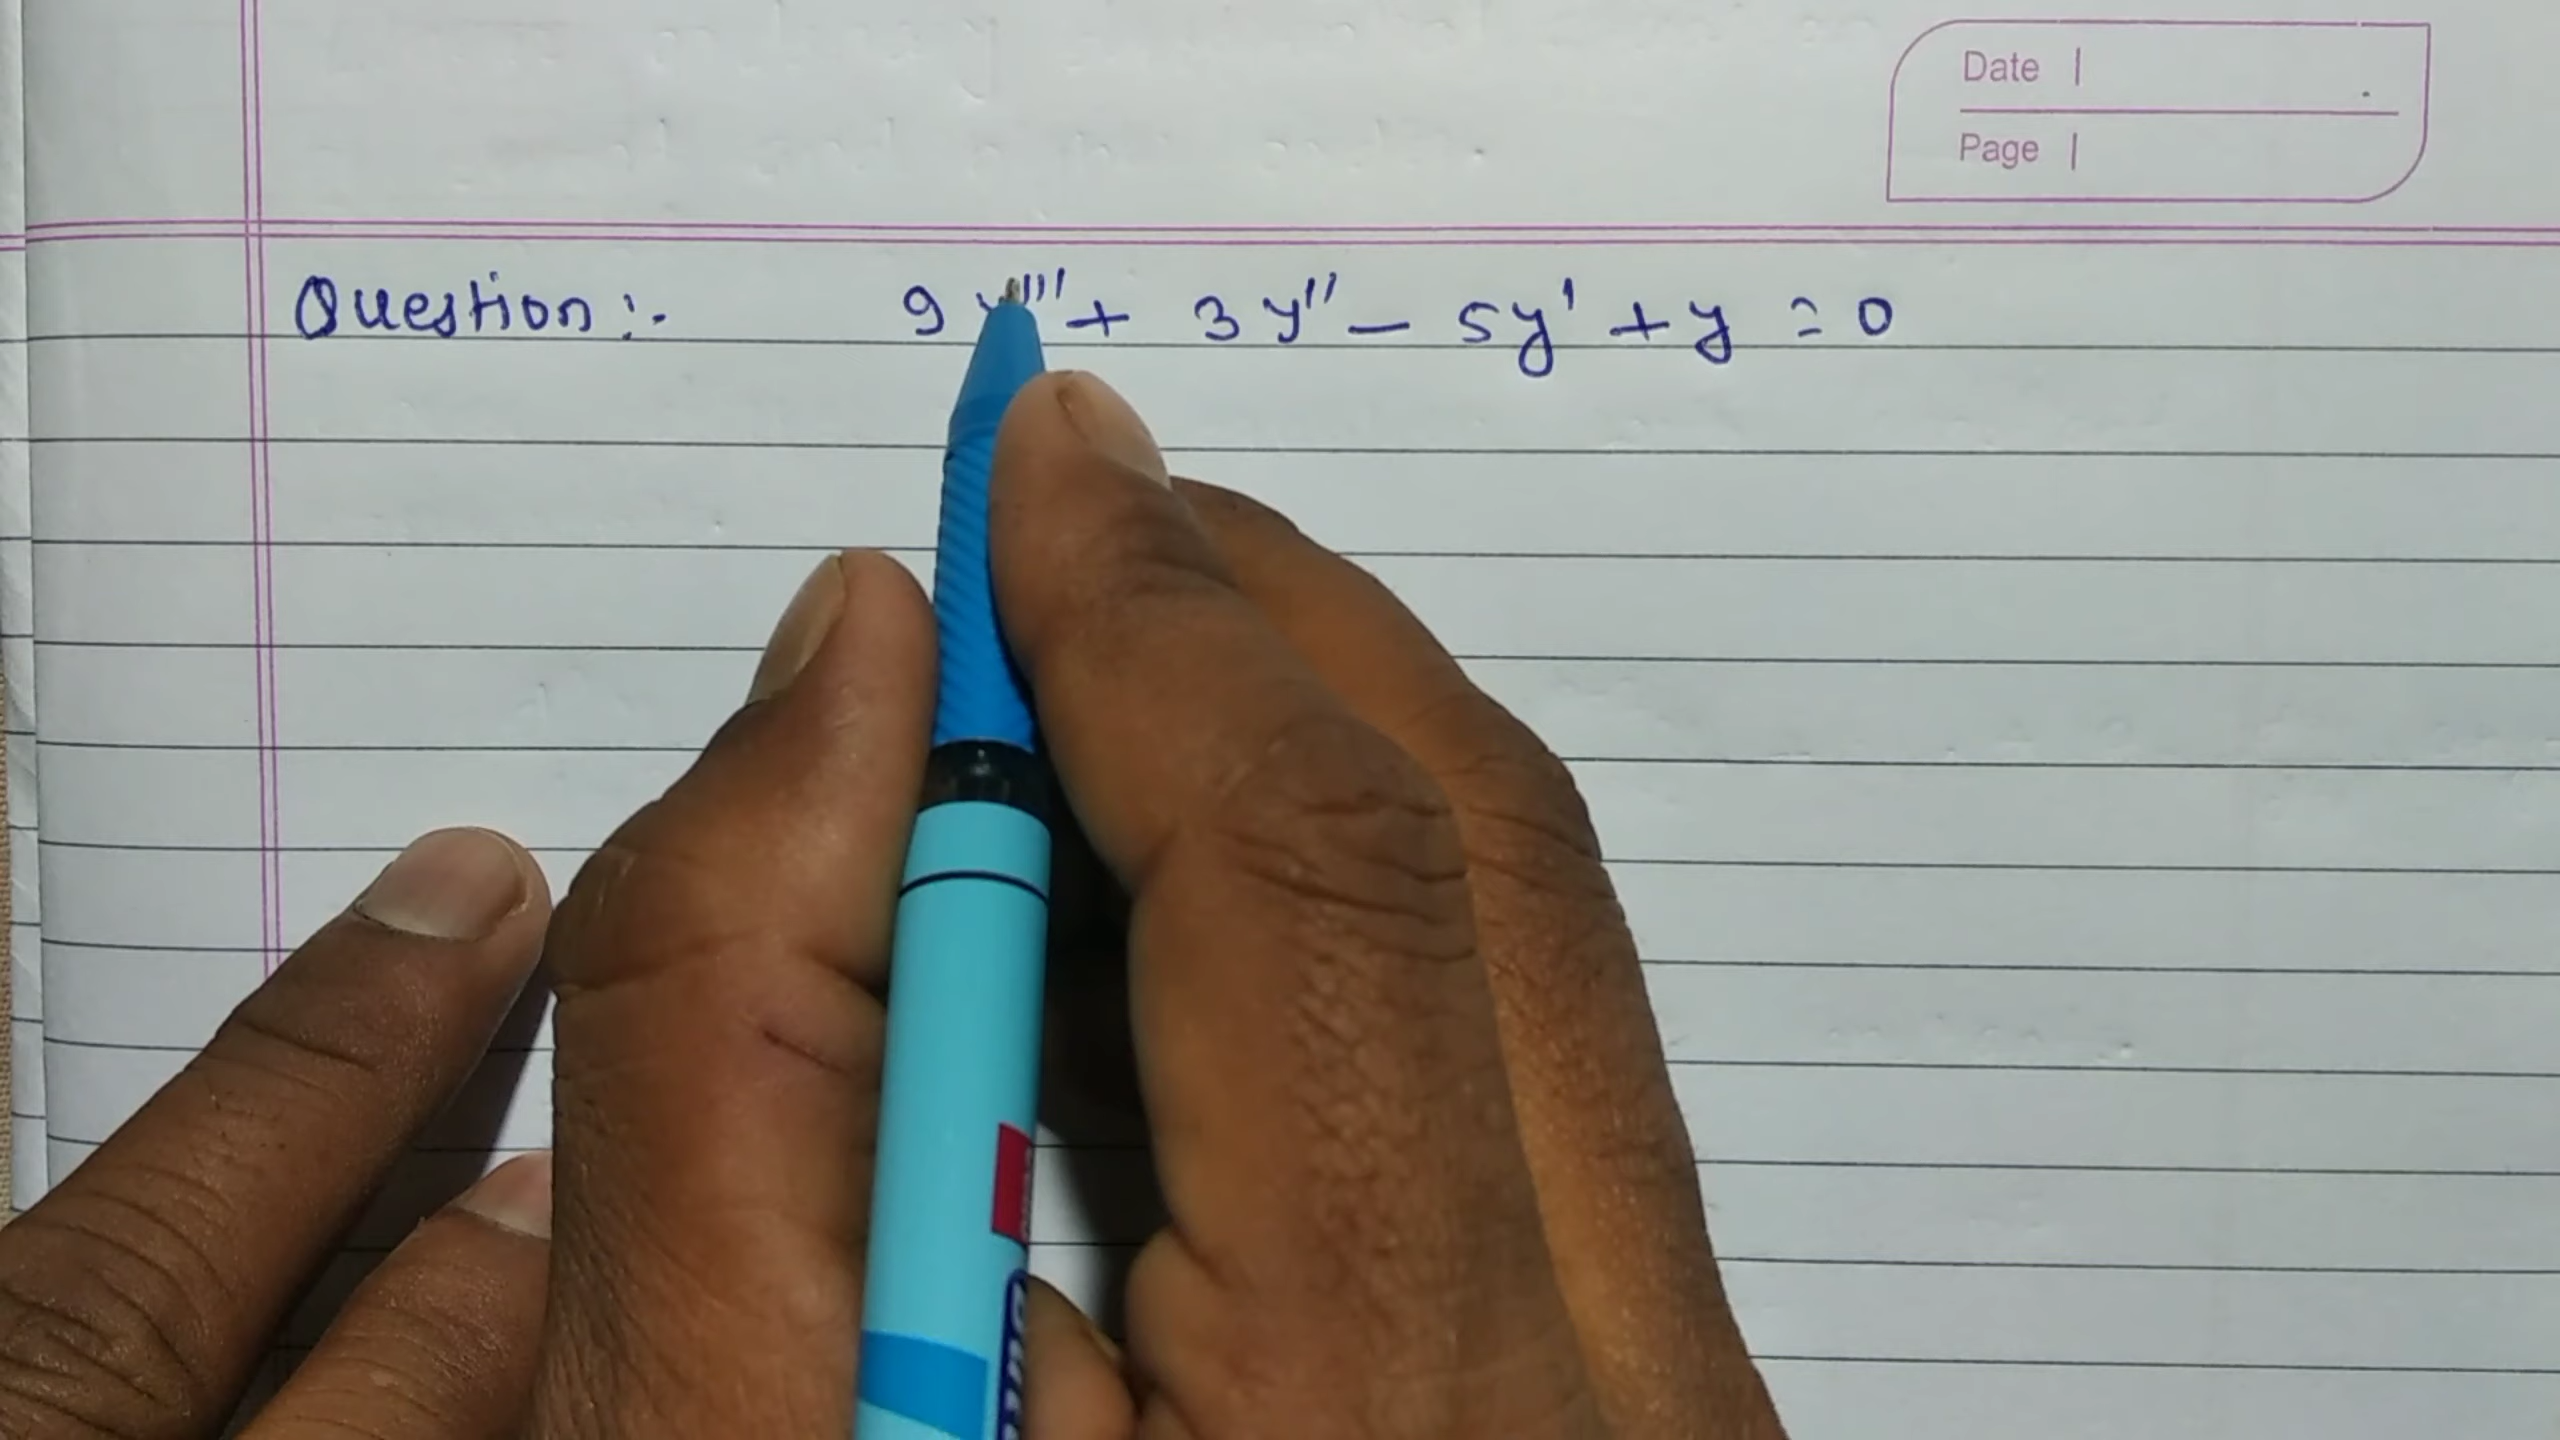 Date |
Page |
Question :- 9y''' + 3y'' - 5y' + y = 0